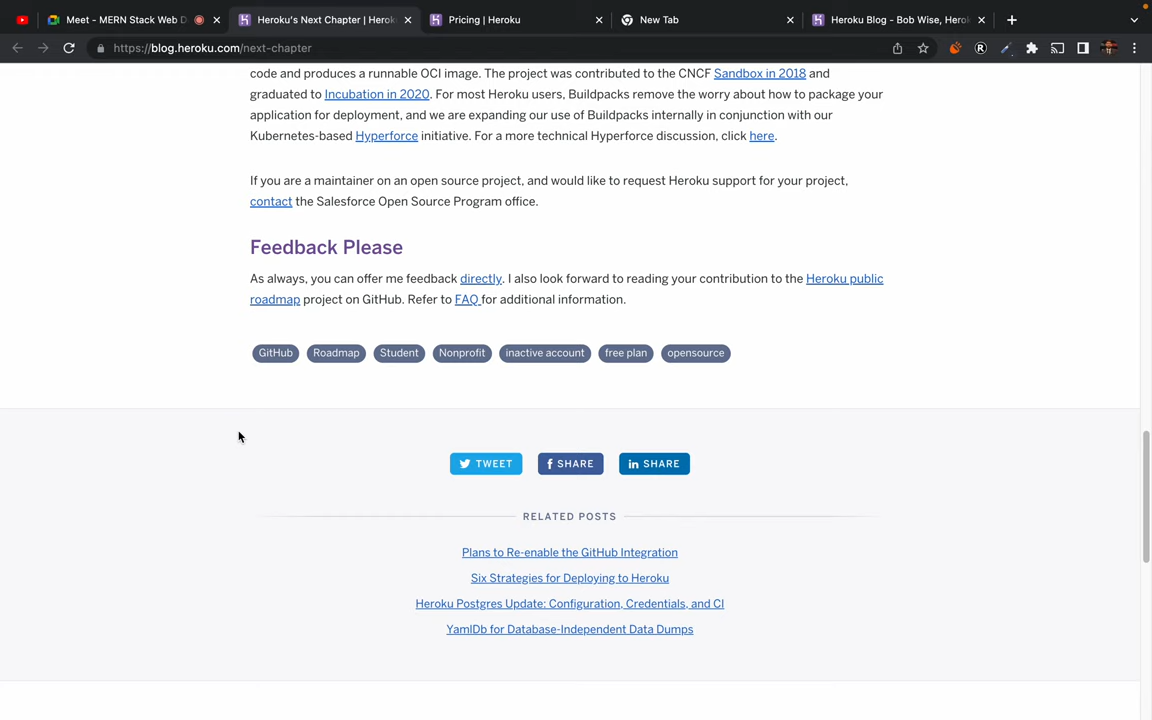 Meet - MERN Stack Web D
Heroku's Next Chapter | Heroku
Pricing | Heroku
New Tab
Heroku Blog - Bob Wise, Heroku
https://blog.heroku.com/next-chapter
code and produces a runnable OCI image. The project was contributed to the CNCF Sandbox in 2018 and
graduated to Incubation in 2020. For most Heroku users, Buildpacks remove the worry about how to package your
application for deployment, and we are expanding our use of Buildpacks internally in conjunction with our
Kubernetes-based Hyperforce initiative. For a more technical Hyperforce discussion, click here.
If you are a maintainer on an open source project, and would like to request Heroku support for your project,
contact the Salesforce Open Source Program office.
Feedback Please
As always, you can offer me feedback directly. I also look forward to reading your contribution to the Heroku public
roadmap project on GitHub. Refer to FAQ for additional information.
GitHub Roadmap Student Nonprofit inactive account free plan opensource
TWEET SHARE SHARE
RELATED POSTS
Plans to Re-enable the GitHub Integration
Six Strategies for Deploying to Heroku
Heroku Postgres Update: Configuration, Credentials, and CI
YamlDb for Database-Independent Data Dumps